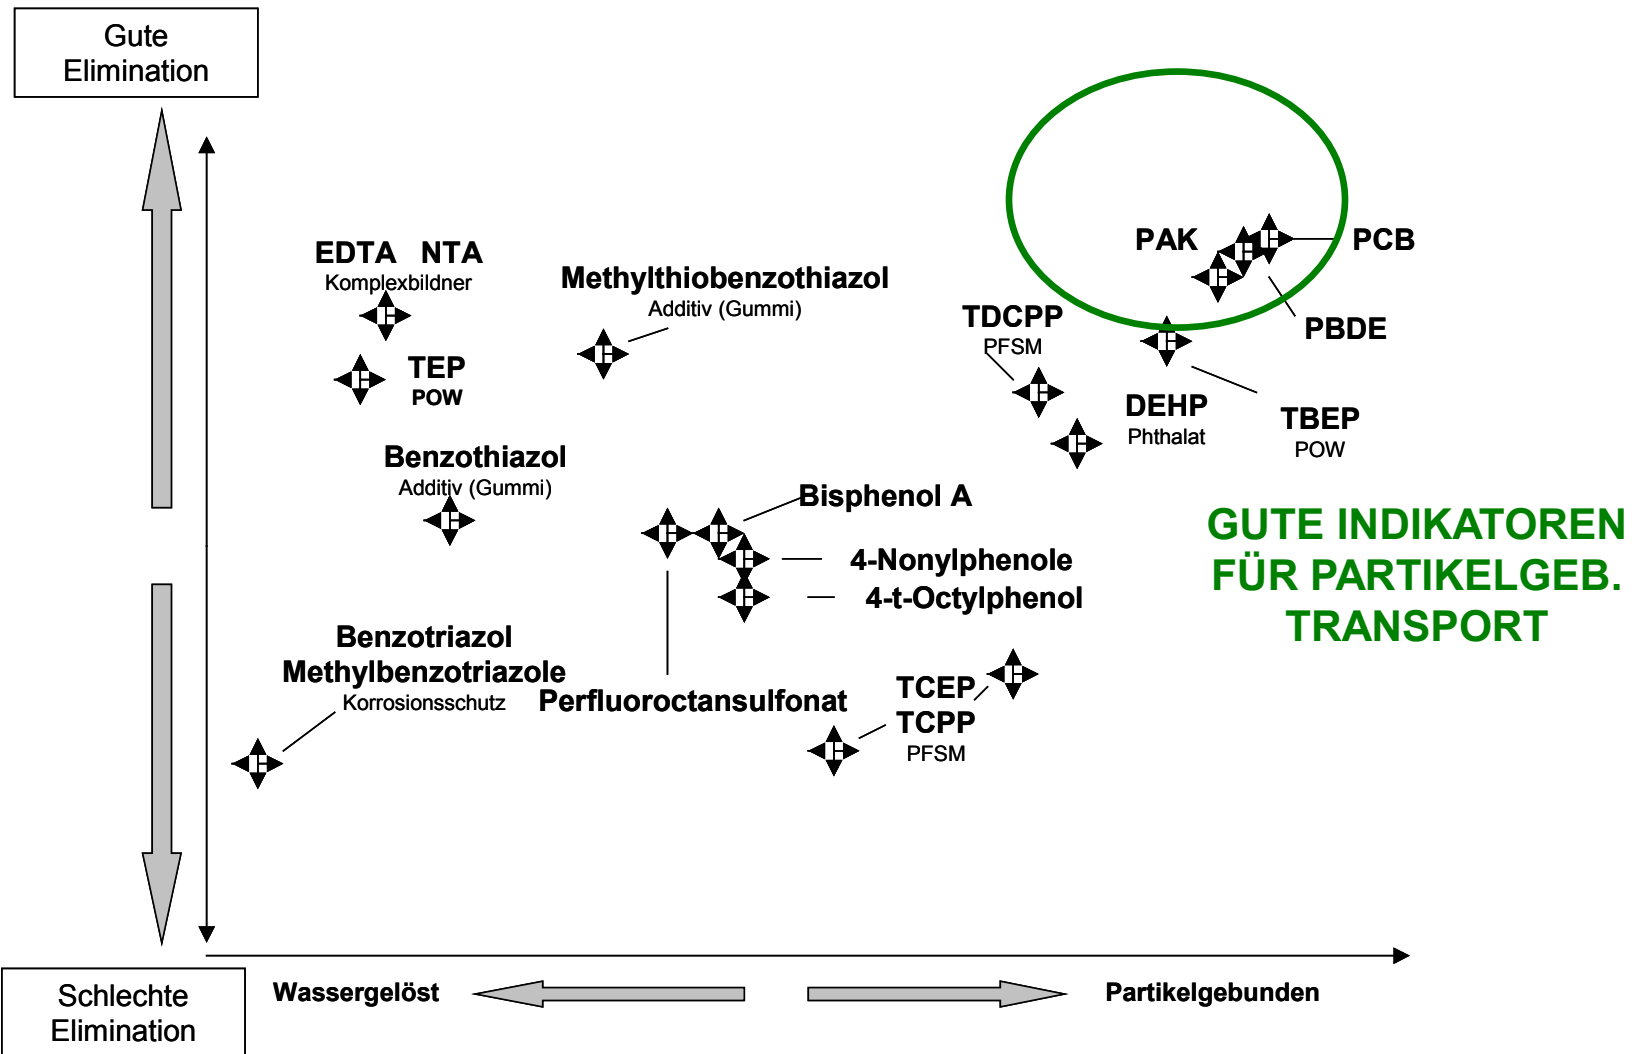 Gute
Elimination
EDTA NTA
Komplexbildner
Methylthiobenzothiazol
Additiv (Gummi)
PAK
PCB
TDCPP
PFSM
PBDE
TEP
POW
DEHP
Phthalat
TBEP
POW
Benzothiazol
Additiv (Gummi)
Bisphenol A
4-Nonylphenole
4-t-Octylphenol
GUTE INDIKATOREN
FÜR PARTIKELGEB.
TRANSPORT
Benzotriazol
Methylbenzotriazole
Korrosionsschutz
Perfluoroctansulfonat
TCEP
TCPP
PFSM
Schlechte
Elimination
Wassergelöst
Partikelgebunden